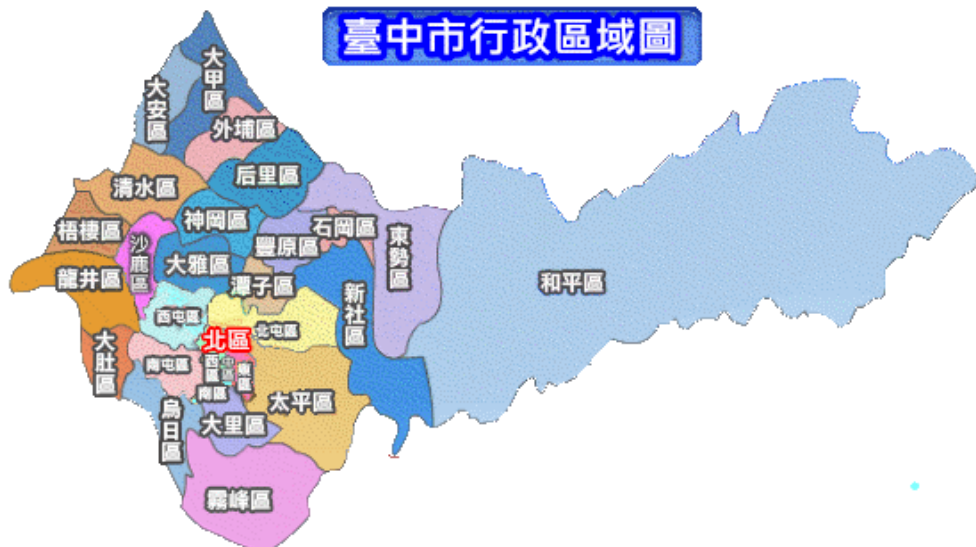 臺中市行政區域圖
大甲區
大安區
外埔區
后里區
清水區
神岡區
石岡區
梧棲區
沙鹿區
豐原區
東勢區
大雅區
龍井區
潭子區
新社區
和平區
西屯區
北屯區
北區
大肚區
南屯區
西區
中區
東區
南區
太平區
烏日區
大里區
霧峰區